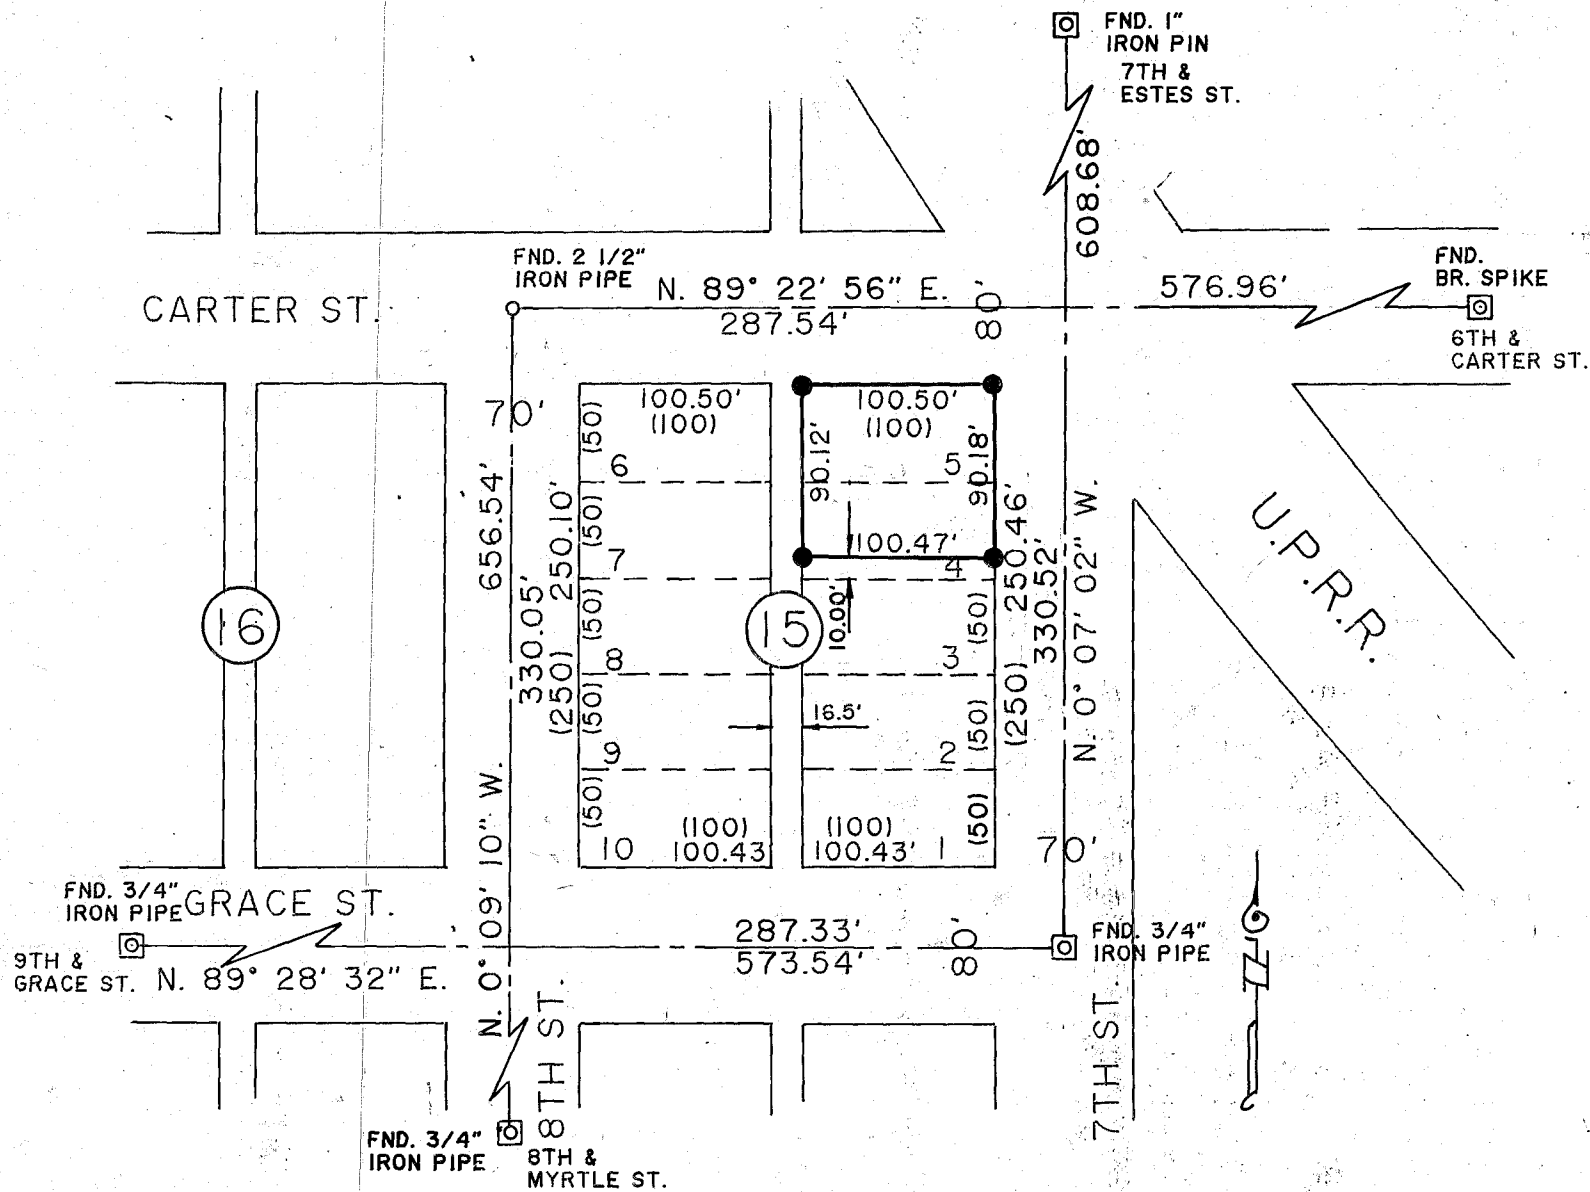 FND. 1"
IRON PIN
7TH &
ESTES ST.
608.68'
FND. 2 1/2"
IRON PIPE
CARTER ST.
N. 89° 22' 56" E.
287.54'
80'
576.96'
FND.
BR. SPIKE
6TH &
CARTER ST.
70'
(50)
100.50'
(100)
100.50'
(100)
6
5
90.12'
90.18'
656.54'
250.10'
(50)
7
100.47'
4
10.00'
250.46'
330.52'
N. 0° 07' 02" W.
U.P.R.R.
16
15
330.05'
(250)
(50)
8
(50)
3
(250)
16.5'
(50)
9
(50)
2
(50)
10
(100)
100.43
(100)
100.43'
1
(50)
70'
N. 0° 09' 10" W.
FND. 3/4"
IRON PIPE
GRACE ST.
9TH &
GRACE ST.
N. 89° 28' 32" E.
287.33'
573.54'
80'
FND. 3/4"
IRON PIPE
8TH ST.
7TH ST.
FND. 3/4"
IRON PIPE
8TH &
MYRTLE ST.